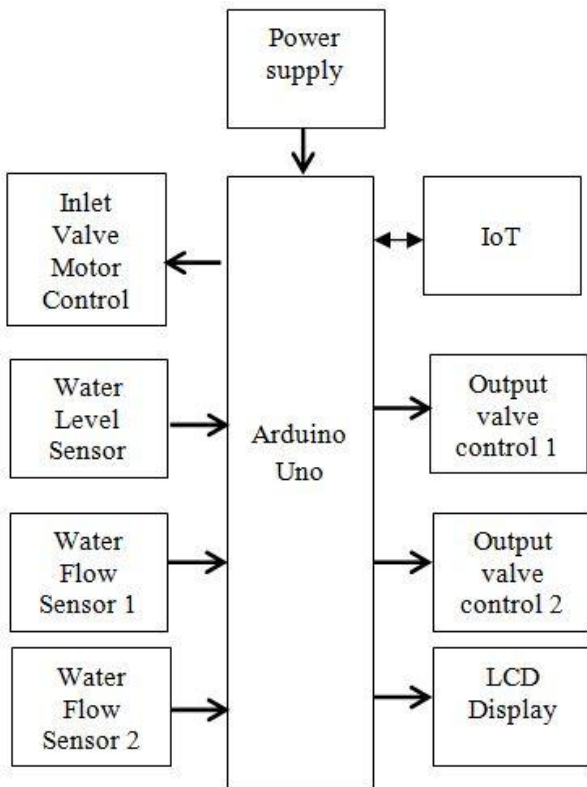 Power
supply
Inlet
Valve
Motor
Control
IoT
Water
Level
Sensor
Arduino
Uno
Output
valve
control 1
Water
Flow
Sensor 1
Output
valve
control 2
Water
Flow
Sensor 2
LCD
Display